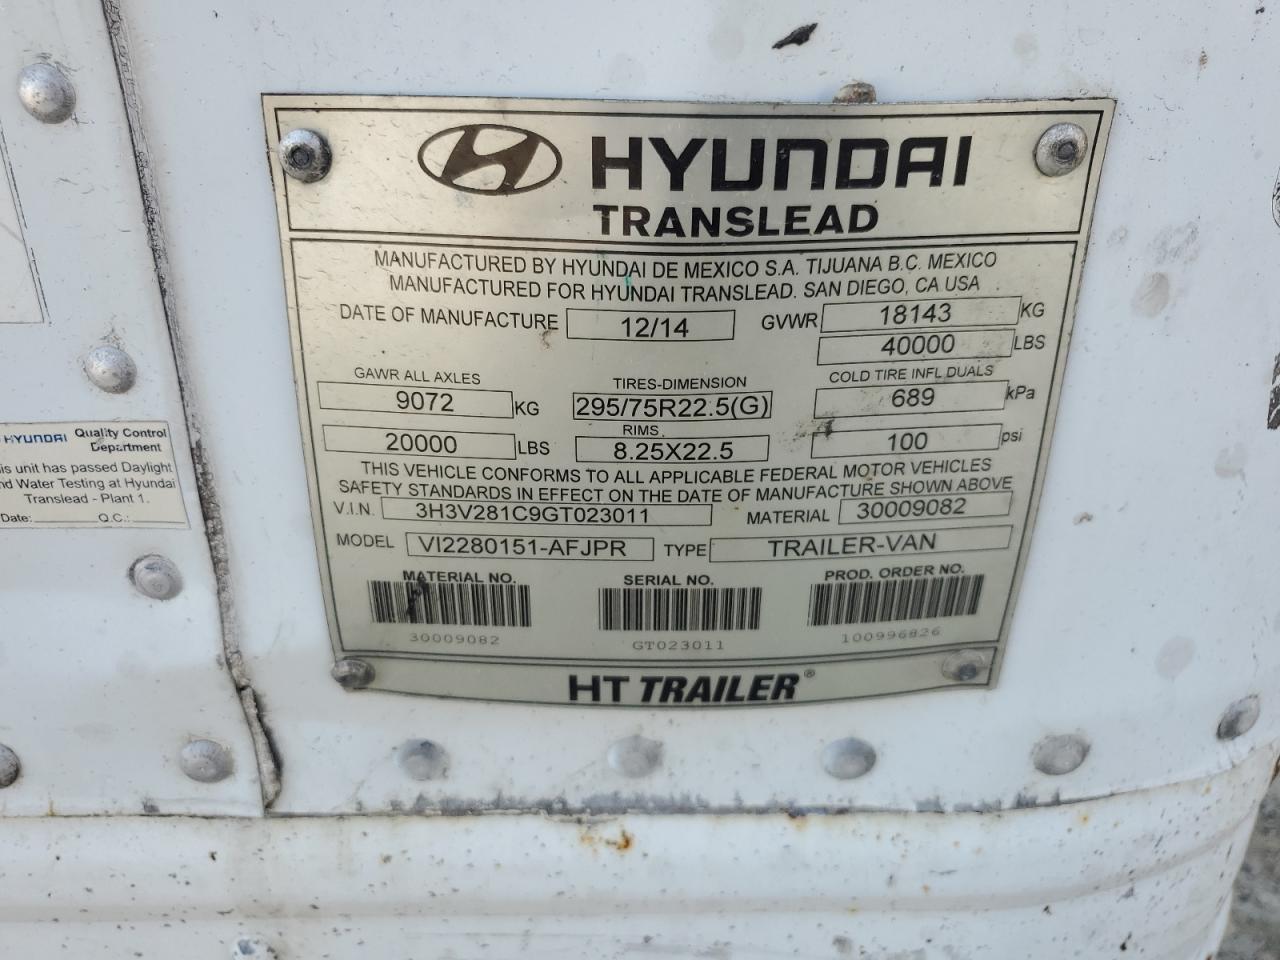 HYUNDAI
TRANSLEAD
MANUFACTURED BY HYUNDAI DE MEXICO S.A. TIJUANA B.C. MEXICO
MANUFACTURED FOR HYUNDAI TRANSLEAD. SAN DIEGO, CA USA
DATE OF MANUFACTURE 12/14 GVWR 18143 KG
40000 LBS
GAWR ALL AXLES TIRES-DIMENSION COLD TIRE INFL DUALS
9072 KG 295/75R22.5(G) 689 kPa
RIMS
20000 LBS 8.25X22.5 100 psi
THIS VEHICLE CONFORMS TO ALL APPLICABLE FEDERAL MOTOR VEHICLES
SAFETY STANDARDS IN EFFECT ON THE DATE OF MANUFACTURE SHOWN ABOVE
V.I.N. 3H3V281C9GT023011 MATERIAL 30009082
MODEL VI2280151-AFJPR TYPE TRAILER-VAN
MATERIAL NO. SERIAL NO. PROD. ORDER NO.
30009082 GT023011 100996826
HT TRAILER®
HYUNDAI Quality Control
Department
is unit has passed Daylight
nd Water Testing at Hyundai
Translead - Plant 1.
Date: Q.C.: